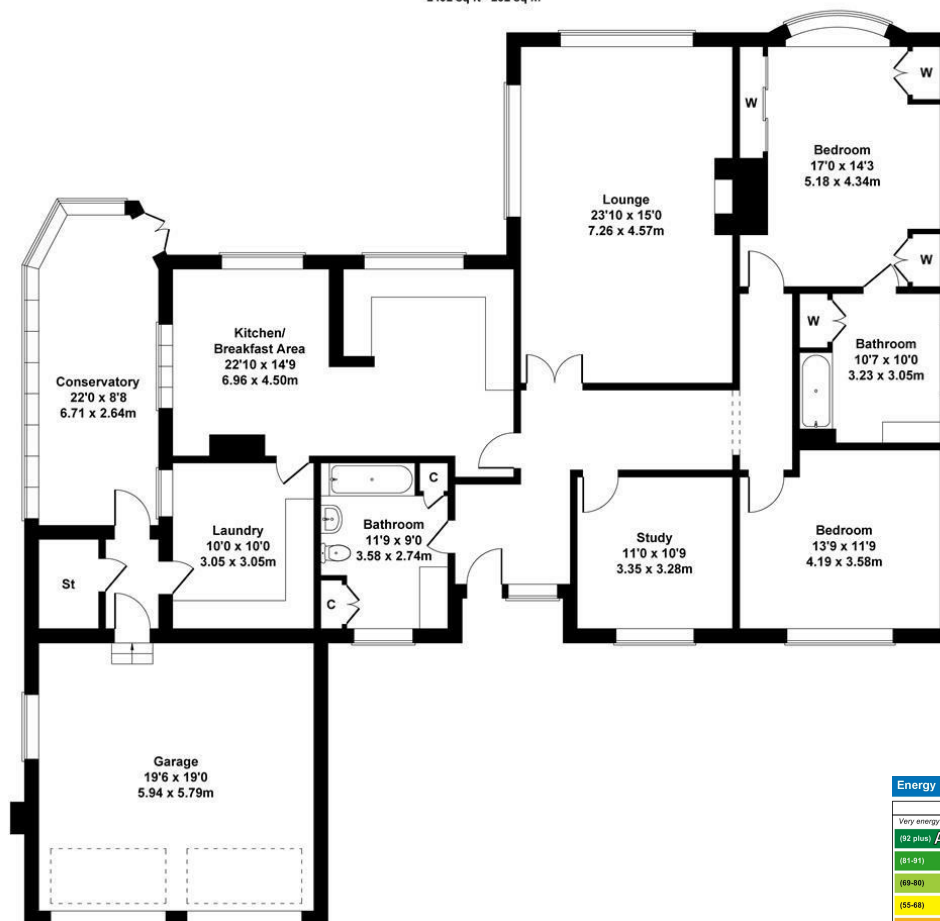 W
W
Bedroom
17'0 x 14'3
5.18 x 4.34m
Lounge
23'10 x 15'0
7.26 x 4.57m
W
Kitchen/
Breakfast Area
22'10 x 14'9
6.96 x 4.50m
W
Bathroom
10'7 x 10'0
3.23 x 3.05m
Conservatory
22'0 x 8'8
6.71 x 2.64m
C
Laundry
10'0 x 10'0
3.05 x 3.05m
Bathroom
11'9 x 9'0
3.58 x 2.74m
Study
11'0 x 10'9
3.35 x 3.28m
Bedroom
13'9 x 11'9
4.19 x 3.58m
St
C
Garage
19'6 x 19'0
5.94 x 5.79m
Energy
Very energy
(92 plus) A
(81-91)
(69-80)
(55-68)